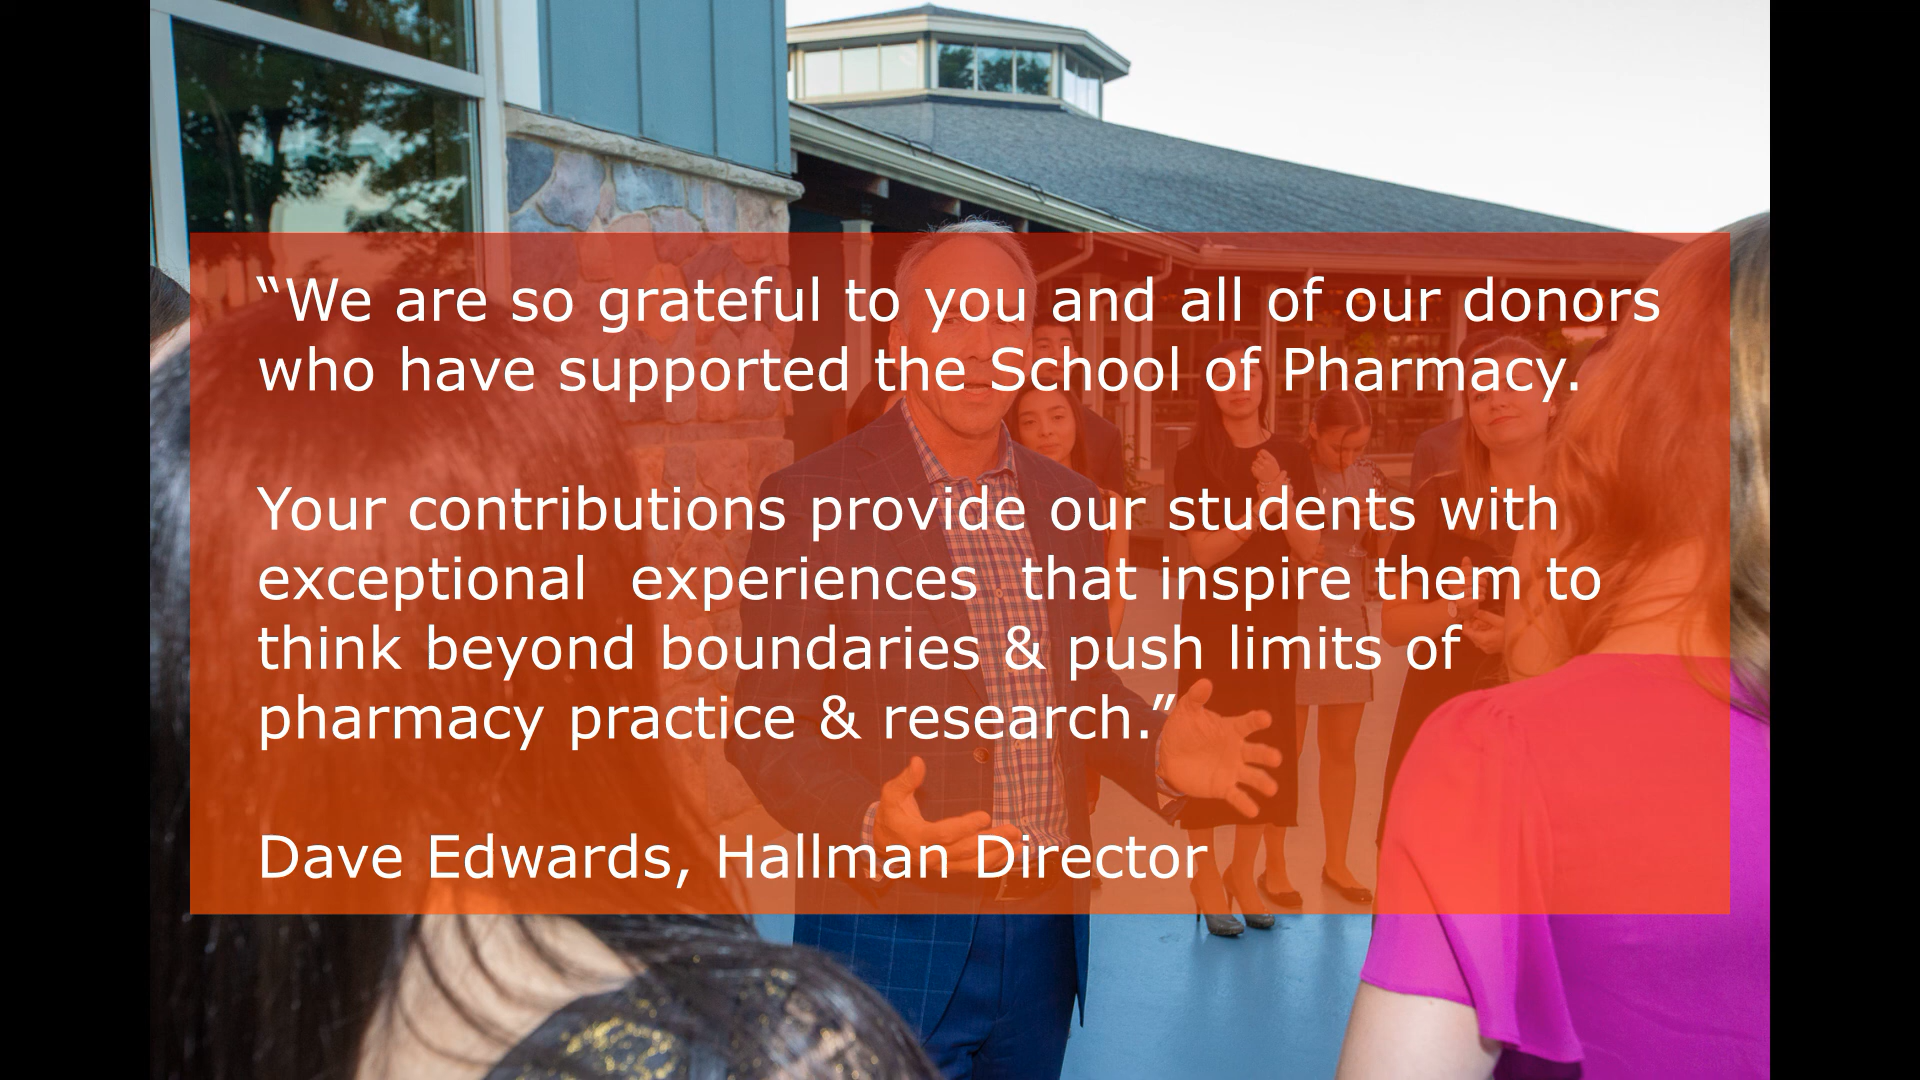 “We are so grateful to you and all of our donors
who have supported the School of Pharmacy.
Your contributions provide our students with
exceptional  experiences  that inspire them to
think beyond boundaries & push limits of
pharmacy practice & research.”
Dave Edwards, Hallman Director